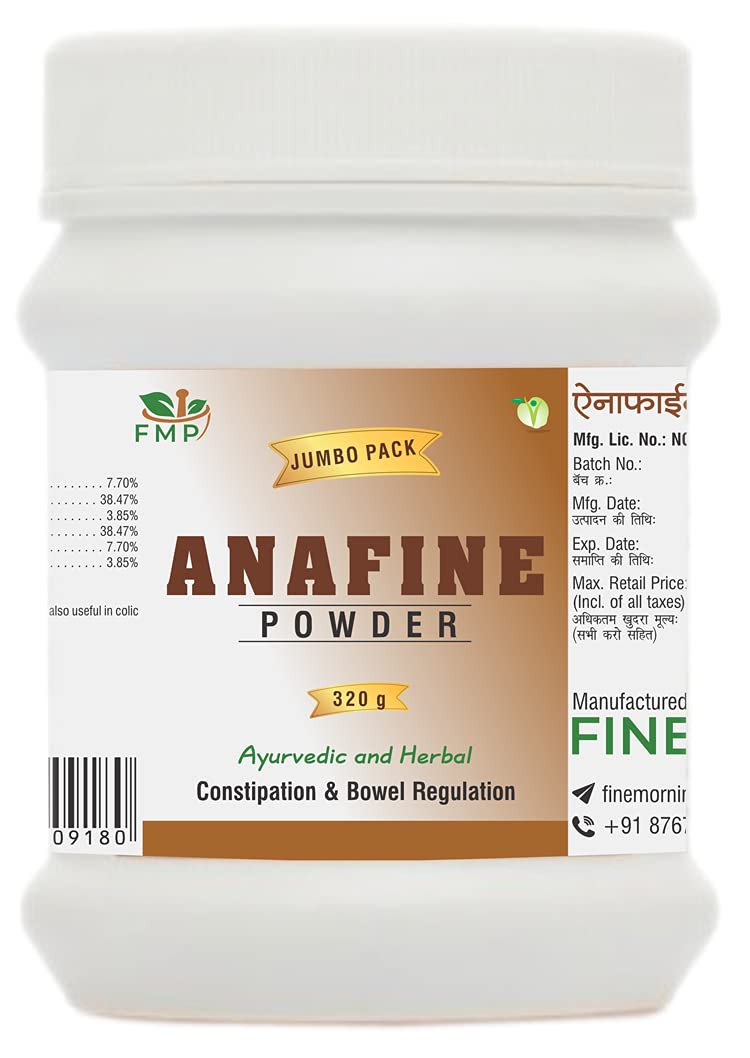 FMP
JUMBO PACK
ANAFINE
POWDER
320 g
Ayurvedic and Herbal
Constipation & Bowel Regulation
. . . . . . . . 7.70%
. . . . . . . 38.47%
. . . . . . . . 3.85%
. . . . . . . 38.47%
. . . . . . . . 7.70%
. . . . . . . . 3.85%
also useful in colic
09180
ऐनाफाईन
Mfg. Lic. No.: NO
Batch No.:
बॅच क्र.:
Mfg. Date:
उत्पादन की तिथि:
Exp. Date:
समाप्ति की तिथि:
Max. Retail Price:
(Incl. of all taxes)
अधिकतम खुदरा मूल्य:
(सभी करो सहित)
Manufactured
FINE
finemornin
+91 8767